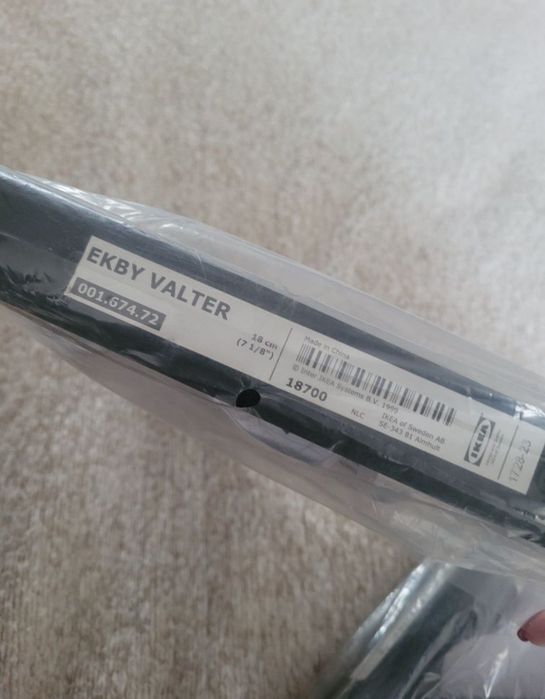 EKBY VALTER
001.674.72
18 cm
(7 1/8")
Made in China
© Inter IKEA Systems B.V. 1999
18700
NLC
IKEA of Sweden AB
SE-343 81 Älmhult
IKEA